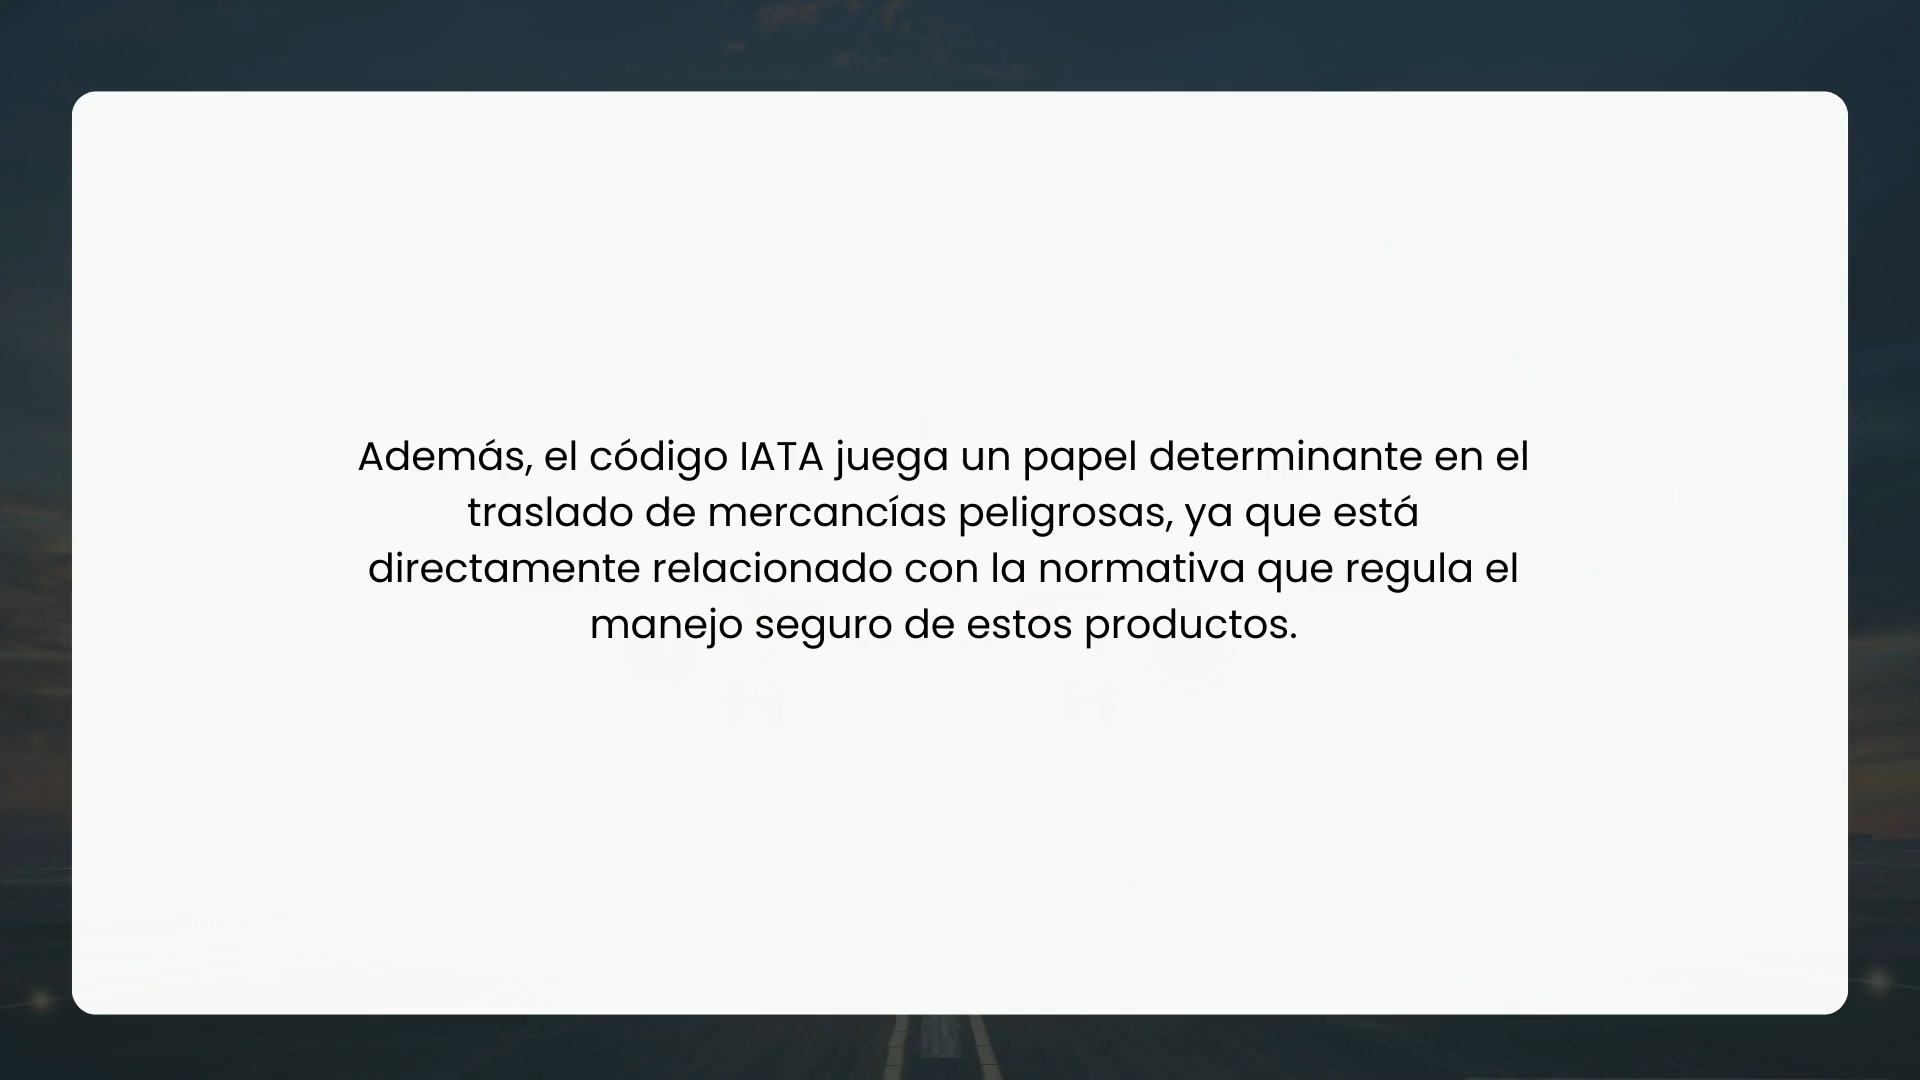 Además, el código IATA juega un papel determinante en el
traslado de mercancías peligrosas, ya que está
directamente relacionado con la normativa que regula el
manejo seguro de estos productos.